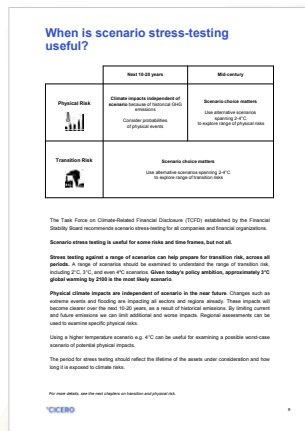 When is scenario stress-testing
useful?
Next 10-20 years
Mid-century
Physical Risk
Climate impacts independent of
scenario because of historical GHG
emissions
Consider probabilities
of physical events
Scenario choice matters
Use alternative scenarios
spanning 2-4°C
to explore range of physical risks
Transition Risk
Scenario choice matters
Use alternative scenarios spanning 2-4°C
to explore range of transition risks
The Task Force on Climate-Related Financial Disclosure (TCFD) established by the Financial
Stability Board recommends scenario stress-testing for all companies and financial organizations.
Scenario stress testing is useful for some risks and time frames, but not all.
Stress testing against a range of scenarios can help prepare for transition risk, across all
periods. A range of scenarios should be examined to understand the range of transition risk,
including 2°C, 3°C, and even 4°C scenarios. Given today's policy ambition, approximately 3°C
global warming by 2100 is the most likely scenario.
Physical climate impacts are independent of scenario in the near future. Changes such as
extreme events and flooding are impacting all sectors and regions already. These impacts will
become clearer over the next 10-20 years, as a result of historical emissions. By limiting current
and future emissions we can limit additional and worse impacts. Regional assessments can be
used to examine specific physical risks.
Using a higher temperature scenario e.g. 4°C can be useful for examining a possible worst-case
scenario of potential physical impacts.
The period for stress testing should reflect the lifetime of the assets under consideration and how
long it is exposed to climate risks.
For more details, see the next chapters on transition and physical risk.
°CICERO